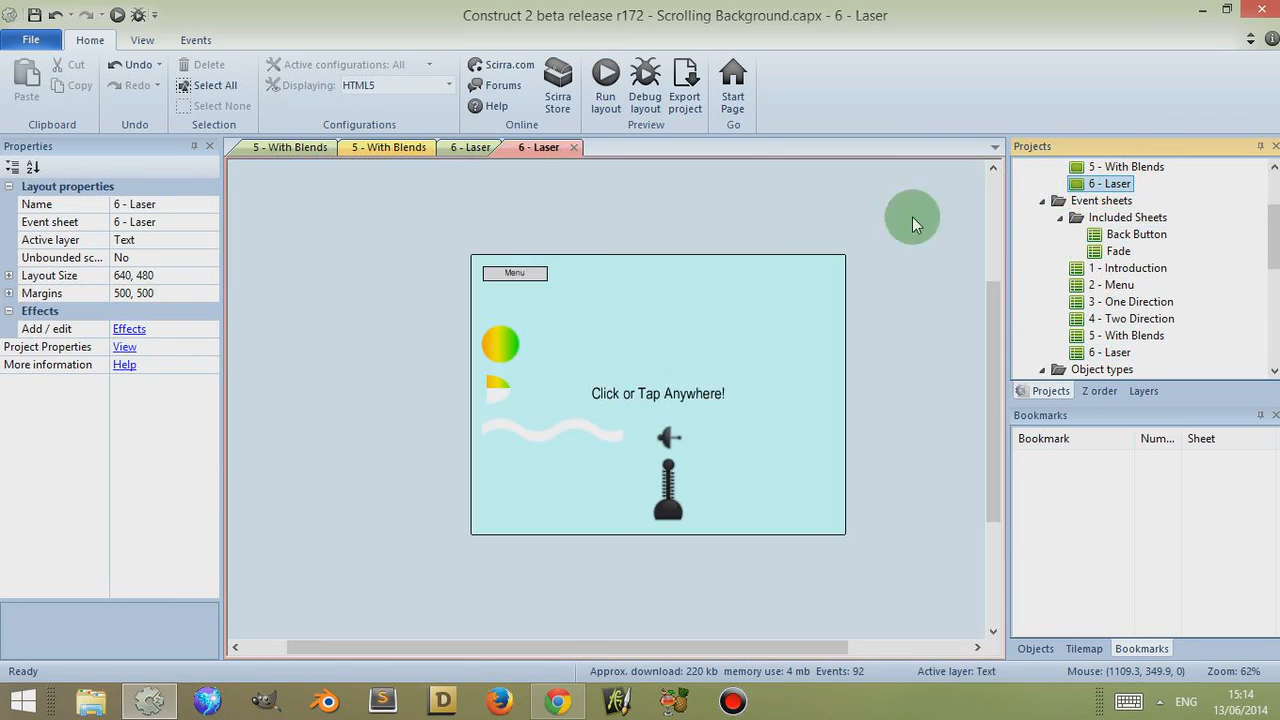 Construct 2 beta release r172 - Scrolling Background.capx - 6 - Laser
File
Home
View
Events
Paste
Cut
Copy
Clipboard
Undo
Redo
Undo
Delete
Select All
Select None
Selection
Active configurations: All
Displaying: HTML5
Configurations
Scirra.com
Forums
Help
Scirra Store
Online
Run layout
Debug layout
Export project
Preview
Start Page
Go
Properties
Layout properties
Name 6 - Laser
Event sheet 6 - Laser
Active layer Text
Unbounded sc... No
Layout Size 640, 480
Margins 500, 500
Effects
Add / edit Effects
Project Properties View
More information Help
5 - With Blends
5 - With Blends
6 - Laser
6 - Laser
Menu
Click or Tap Anywhere!
Projects
5 - With Blends
6 - Laser
Event sheets
Included Sheets
Back Button
Fade
1 - Introduction
2 - Menu
3 - One Direction
4 - Two Direction
5 - With Blends
6 - Laser
Object types
Projects
Z order
Layers
Bookmarks
Bookmark Num... Sheet
Objects
Tilemap
Bookmarks
Ready
Approx. download: 220 kb memory use: 4 mb Events: 92
Active layer: Text
Mouse: (1109.3, 349.9, 0)
Zoom: 62%
ENG
15:14
13/06/2014